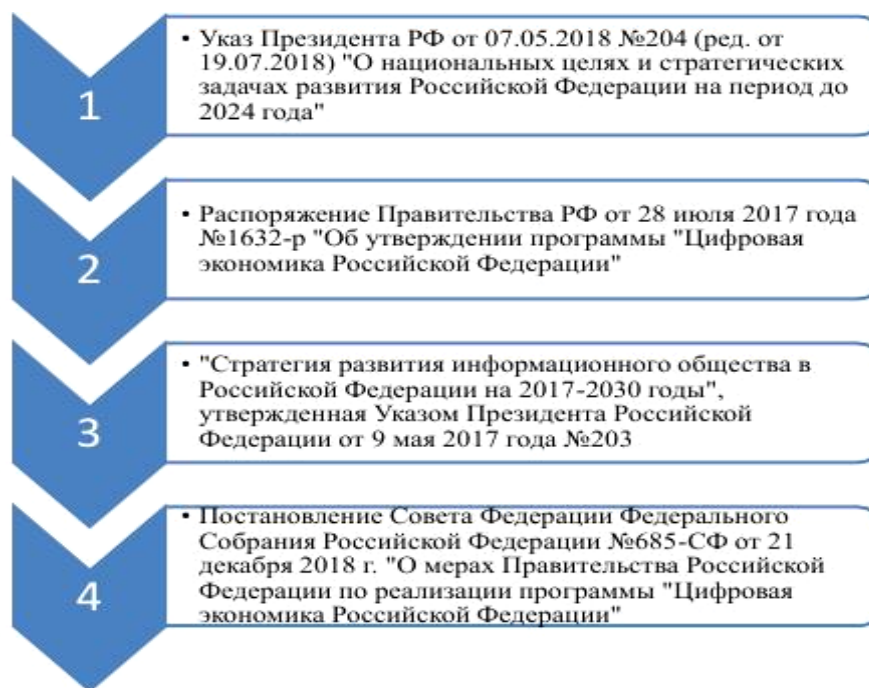 1
• Указ Президента РФ от 07.05.2018 №204 (ред. от
19.07.2018) "О национальных целях и стратегических
задачах развития Российской Федерации на период до
2024 года"
2
• Распоряжение Правительства РФ от 28 июля 2017 года
№1632-р "Об утверждении программы "Цифровая
экономика Российской Федерации"
3
• "Стратегия развития информационного общества в
Российской Федерации на 2017-2030 годы",
утвержденная Указом Президента Российской
Федерации от 9 мая 2017 года №203
4
• Постановление Совета Федерации Федерального
Собрания Российской Федерации №685-СФ от 21
декабря 2018 г. "О мерах Правительства Российской
Федерации по реализации программы "Цифровая
экономика Российской Федерации"